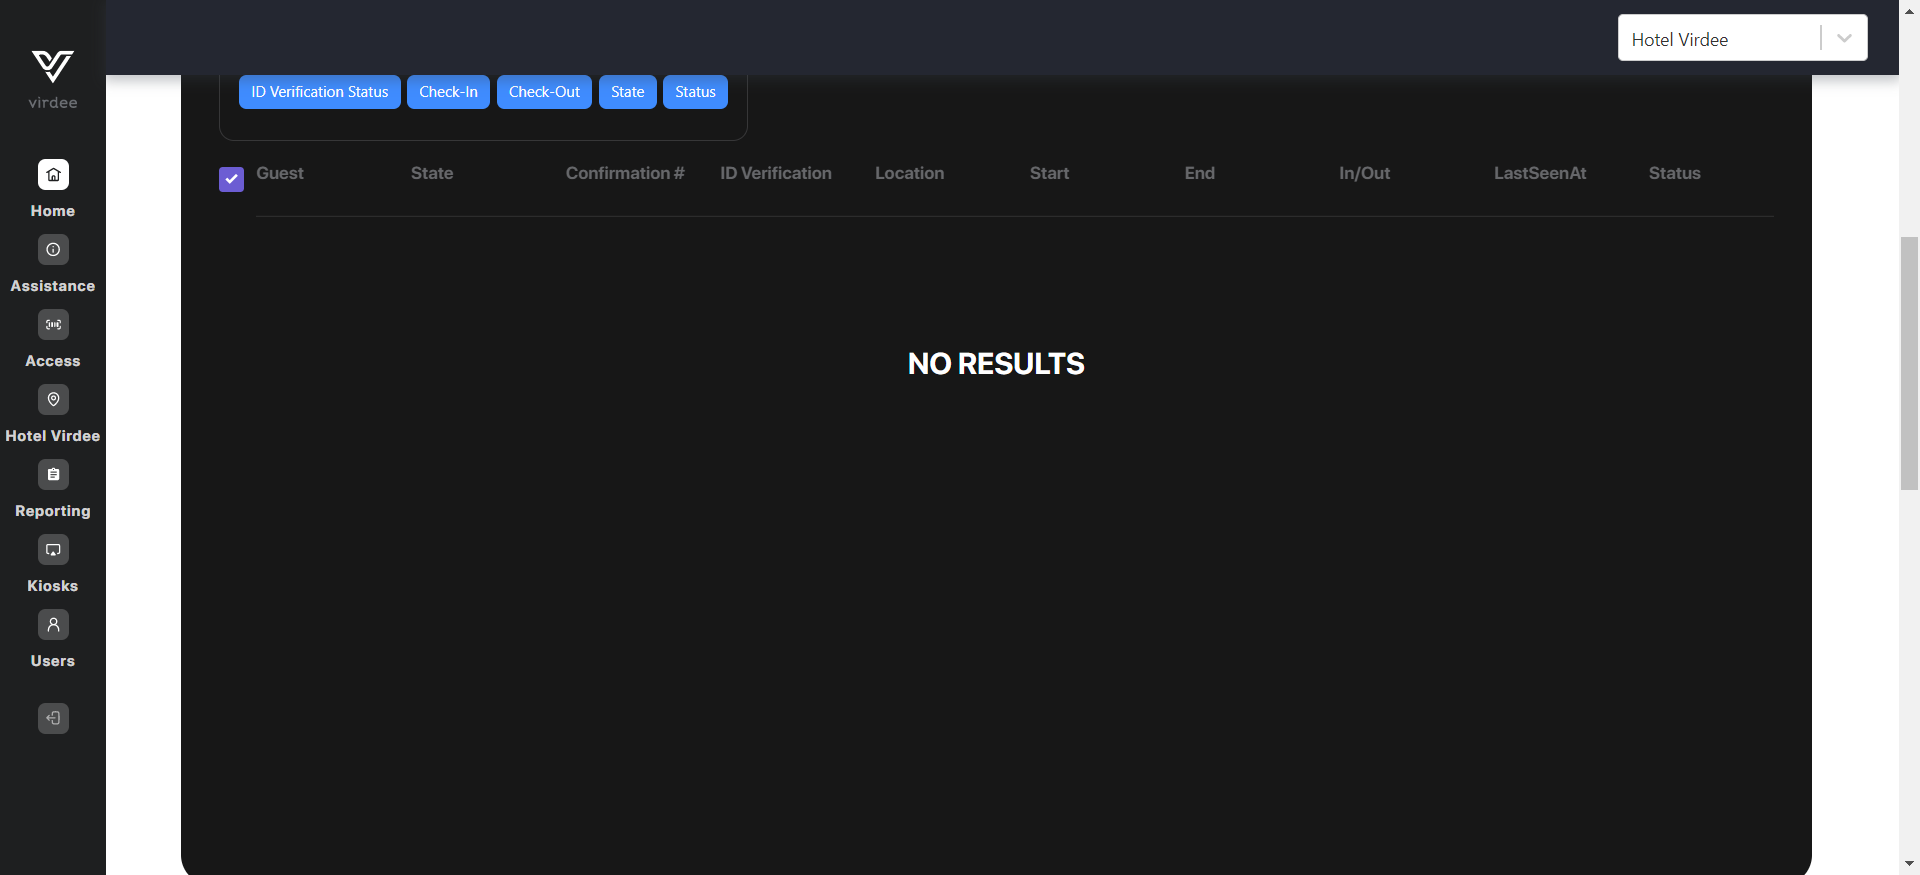 Hotel Virdee
virdee
Home
Assistance
Access
Hotel Virdee
Reporting
Kiosks
Users
ID Verification Status Check-In Check-Out State Status
Guest State Confirmation # ID Verification Location Start End In/Out LastSeenAt Status
NO RESULTS